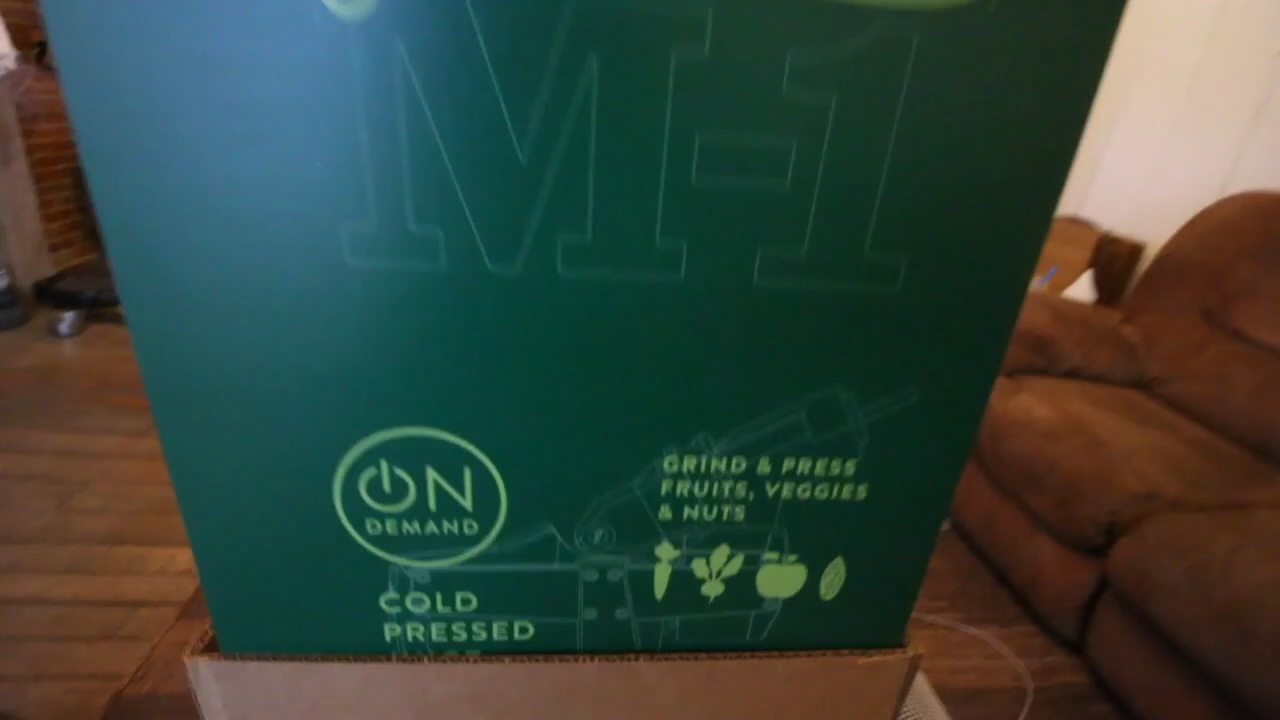 M-1
ON
DEMAND
COLD
PRESSED
GRIND & PRESS
FRUITS, VEGGIES
& NUTS